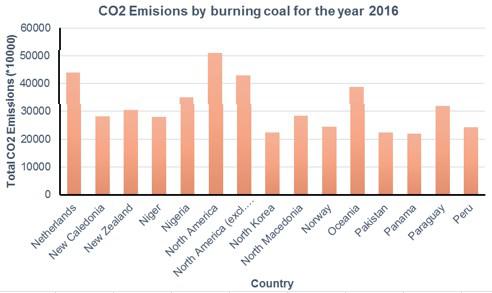 CO2 Emisions by burning coal for the year 2016
Total CO2 Emissions (*10000)
60000
50000
40000
30000
20000
10000
0
Netherlands
New Caledonia
New Zealand
Niger
Nigeria
North America
North America (excl.…
North Korea
North Macedonia
Norway
Oceania
Pakistan
Panama
Paraguay
Peru
Country